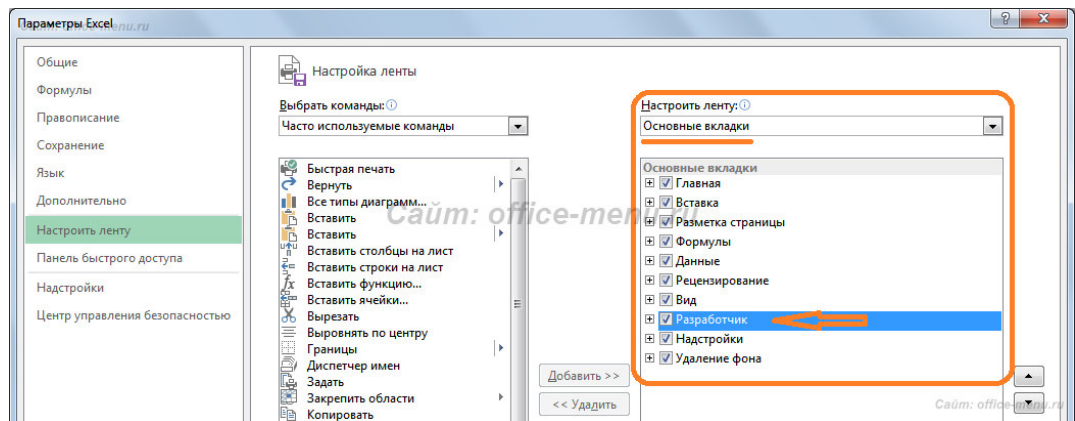 Параметры Excel
Общие
Формулы
Правописание
Сохранение
Язык
Дополнительно
Настроить ленту
Панель быстрого доступа
Надстройки
Центр управления безопасностью
Настройка ленты
Выбрать команды:
Часто используемые команды
Быстрая печать
Вернуть
Все типы диаграмм...
Вставить
Вставить
Вставить столбцы на лист
Вставить строки на лист
Вставить функцию...
Вставить ячейки...
Вырезать
Выровнять по центру
Границы
Диспетчер имен
Задать
Закрепить области
Копировать
Добавить >>
<< Удалить
Настроить ленту:
Основные вкладки
Основные вкладки
Главная
Вставка
Разметка страницы
Формулы
Данные
Рецензирование
Вид
Разработчик
Надстройки
Удаление фона
Сайт: office-menu.ru
Сайт: office-menu.ru